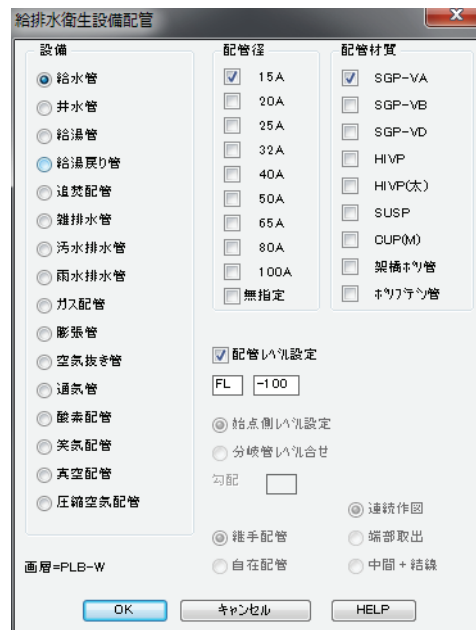 給排水衛生設備配管
設備
給水管
井水管
給湯管
給湯戻り管
追焚配管
雑排水管
汚水排水管
雨水排水管
ガス配管
膨張管
空気抜き管
通気管
酸素配管
笑気配管
真空配管
圧縮空気配管
画層=PLB-W
配管径
15A
20A
25A
32A
40A
50A
65A
80A
100A
無指定
配管材質
SGP-VA
SGP-VB
SGP-VD
HIVP
HIVP(太)
SUSP
CUP(M)
架橋ﾎﾟﾘ管
ﾎﾟﾘﾌﾞﾃﾝ管
配管ﾚﾍﾞﾙ設定
FL -100
始点側ﾚﾍﾞﾙ設定
分岐管ﾚﾍﾞﾙ合せ
勾配
継手配管
自在配管
連続作図
端部取出
中間+結線
OK キャンセル HELP